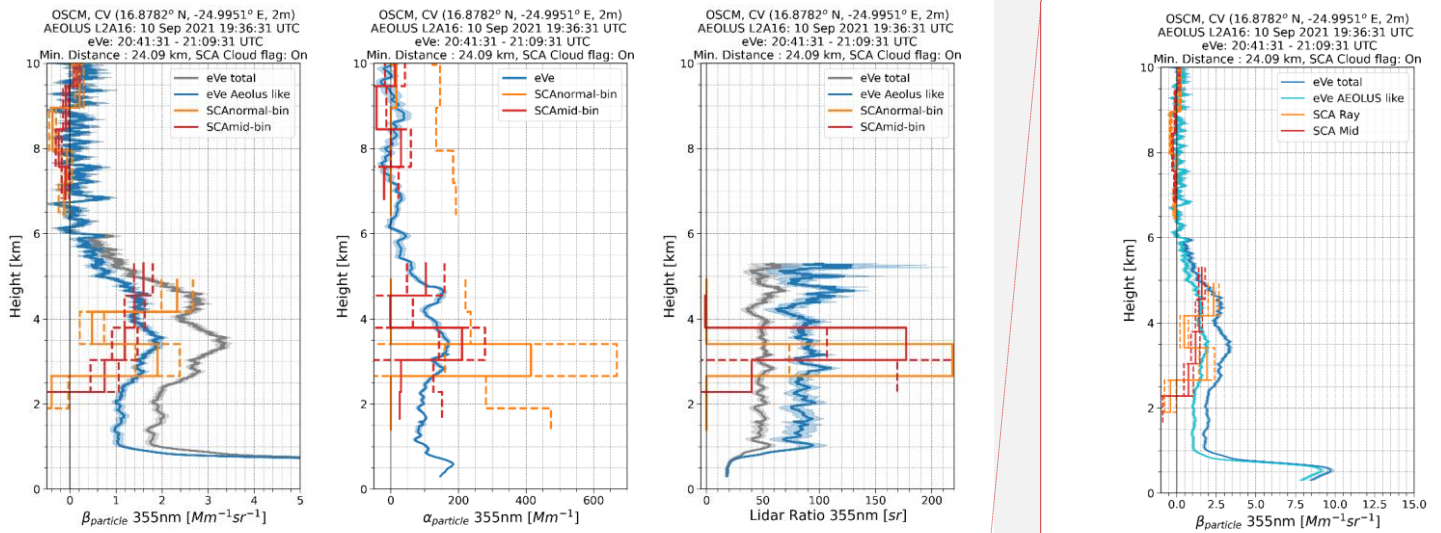 OSCM, CV (16.8782° N, -24.9951° E, 2m)
AEOLUS L2A16: 10 Sep 2021 19:36:31 UTC
eVe: 20:41:31 - 21:09:31 UTC
Min. Distance : 24.09 km, SCA Cloud flag: On
10
8
6
4
2
0
Height [km]
eVe total
eVe Aeolus like
SCAnormal-bin
SCAmid-bin
0 1 2 3 4 5
βparticle 355nm [Mm⁻¹sr⁻¹]
OSCM, CV (16.8782° N, -24.9951° E, 2m)
AEOLUS L2A16: 10 Sep 2021 19:36:31 UTC
eVe: 20:41:31 - 21:09:31 UTC
Min. Distance : 24.09 km, SCA Cloud flag: On
10
8
6
4
2
0
Height [km]
eVe
SCAnormal-bin
SCAmid-bin
0 200 400 600
αparticle 355nm [Mm⁻¹]
OSCM, CV (16.8782° N, -24.9951° E, 2m)
AEOLUS L2A16: 10 Sep 2021 19:36:31 UTC
eVe: 20:41:31 - 21:09:31 UTC
Min. Distance : 24.09 km, SCA Cloud flag: On
10
8
6
4
2
0
Height [km]
eVe total
eVe Aeolus like
SCAnormal-bin
SCAmid-bin
0 50 100 150 200
Lidar Ratio 355nm [sr]
OSCM, CV (16.8782° N, -24.9951° E, 2m)
AEOLUS L2A16: 10 Sep 2021 19:36:31 UTC
eVe: 20:41:31 - 21:09:31 UTC
Min. Distance : 24.09 km, SCA Cloud flag: On
10
8
6
4
2
0
Height [km]
eVe total
eVe AEOLUS like
SCA Ray
SCA Mid
0.0 2.5 5.0 7.5 10.0 12.5 15.0
βparticle 355nm [Mm⁻¹sr⁻¹]